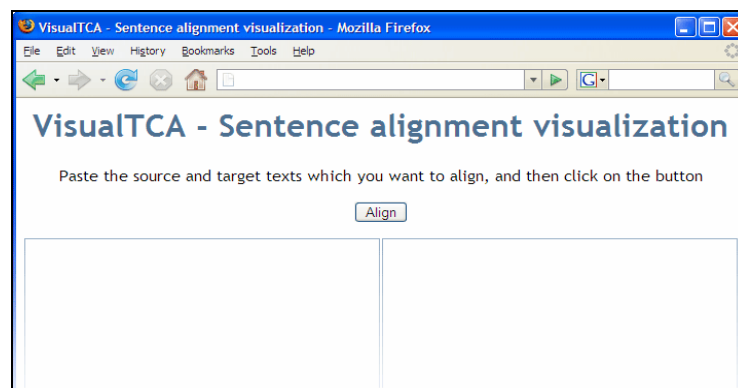 VisualTCA - Sentence alignment visualization - Mozilla Firefox
File Edit View History Bookmarks Tools Help
G
VisualTCA - Sentence alignment visualization
Paste the source and target texts which you want to align, and then click on the button
Align